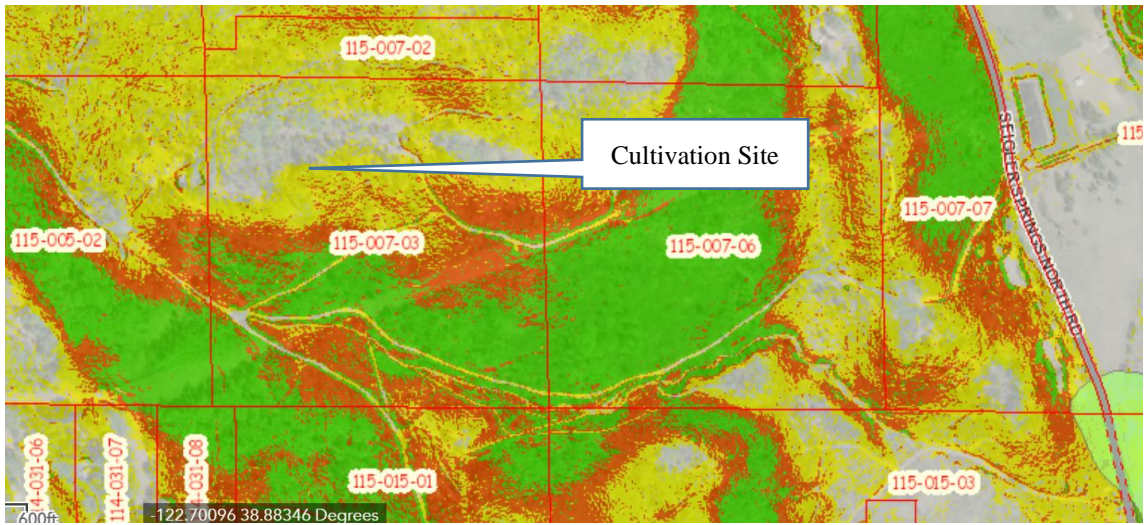 115-007-02
Cultivation Site
115
SEIGLER SPRINGS NORTH RD
115-005-02
115-007-03
115-007-06
115-007-07
14-031-06
114-031-07
114-031-08
115-015-01
115-015-03
600ft
-122.70096 38.88346 Degrees